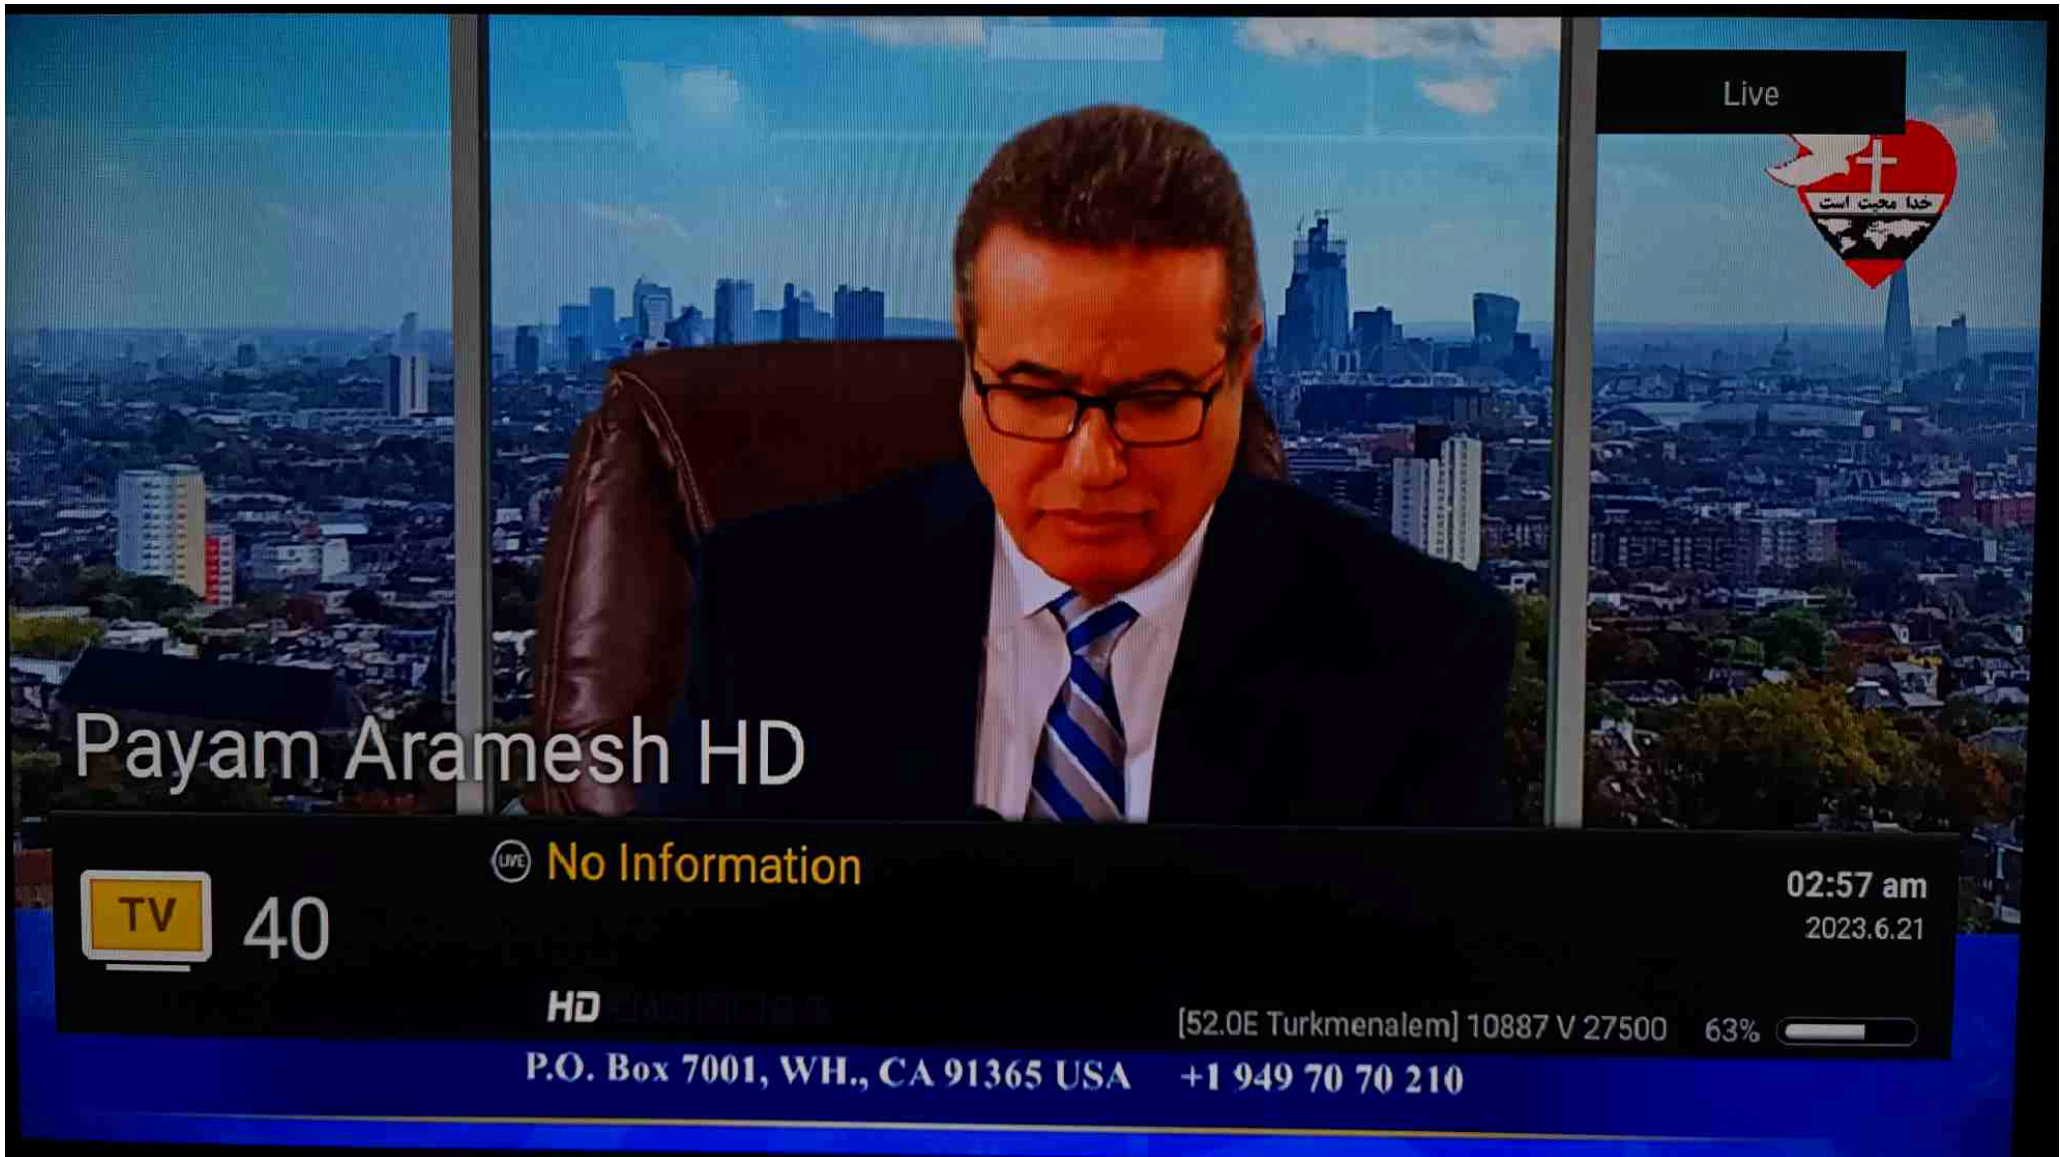 Live
خدا محبت است
Payam Aramesh HD
LIVE No Information
02:57 am
TV 40
2023.6.21
HD
[52.0E Turkmenalem] 10887 V 27500 63%
P.O. Box 7001, WH., CA 91365 USA +1 949 70 70 210